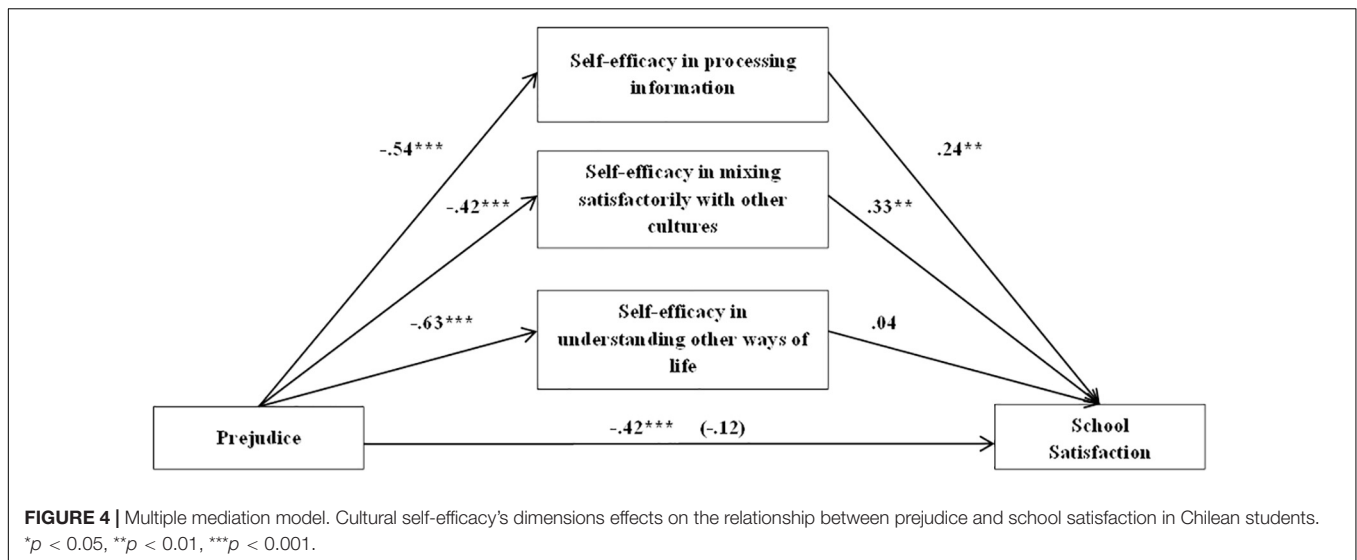 Self-efficacy in processing
information
-.54***
.24**
Self-efficacy in mixing
satisfactorily with other
cultures
-.42***
.33**
Self-efficacy in
understanding other ways of
life
-.63***
.04
Prejudice
-.42*** (-.12)
School
Satisfaction
FIGURE 4 | Multiple mediation model. Cultural self-efficacy's dimensions effects on the relationship between prejudice and school satisfaction in Chilean students.
*p < 0.05, **p < 0.01, ***p < 0.001.